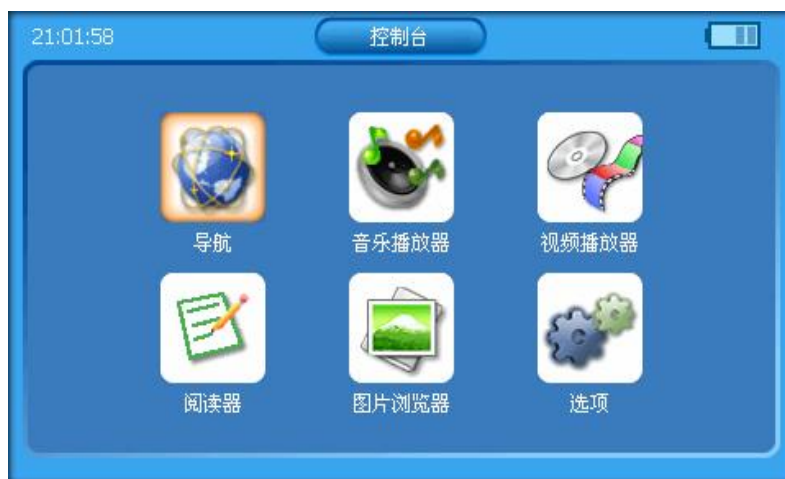 21:01:58
控制台
导航
音乐播放器
视频播放器
阅读器
图片浏览器
选项